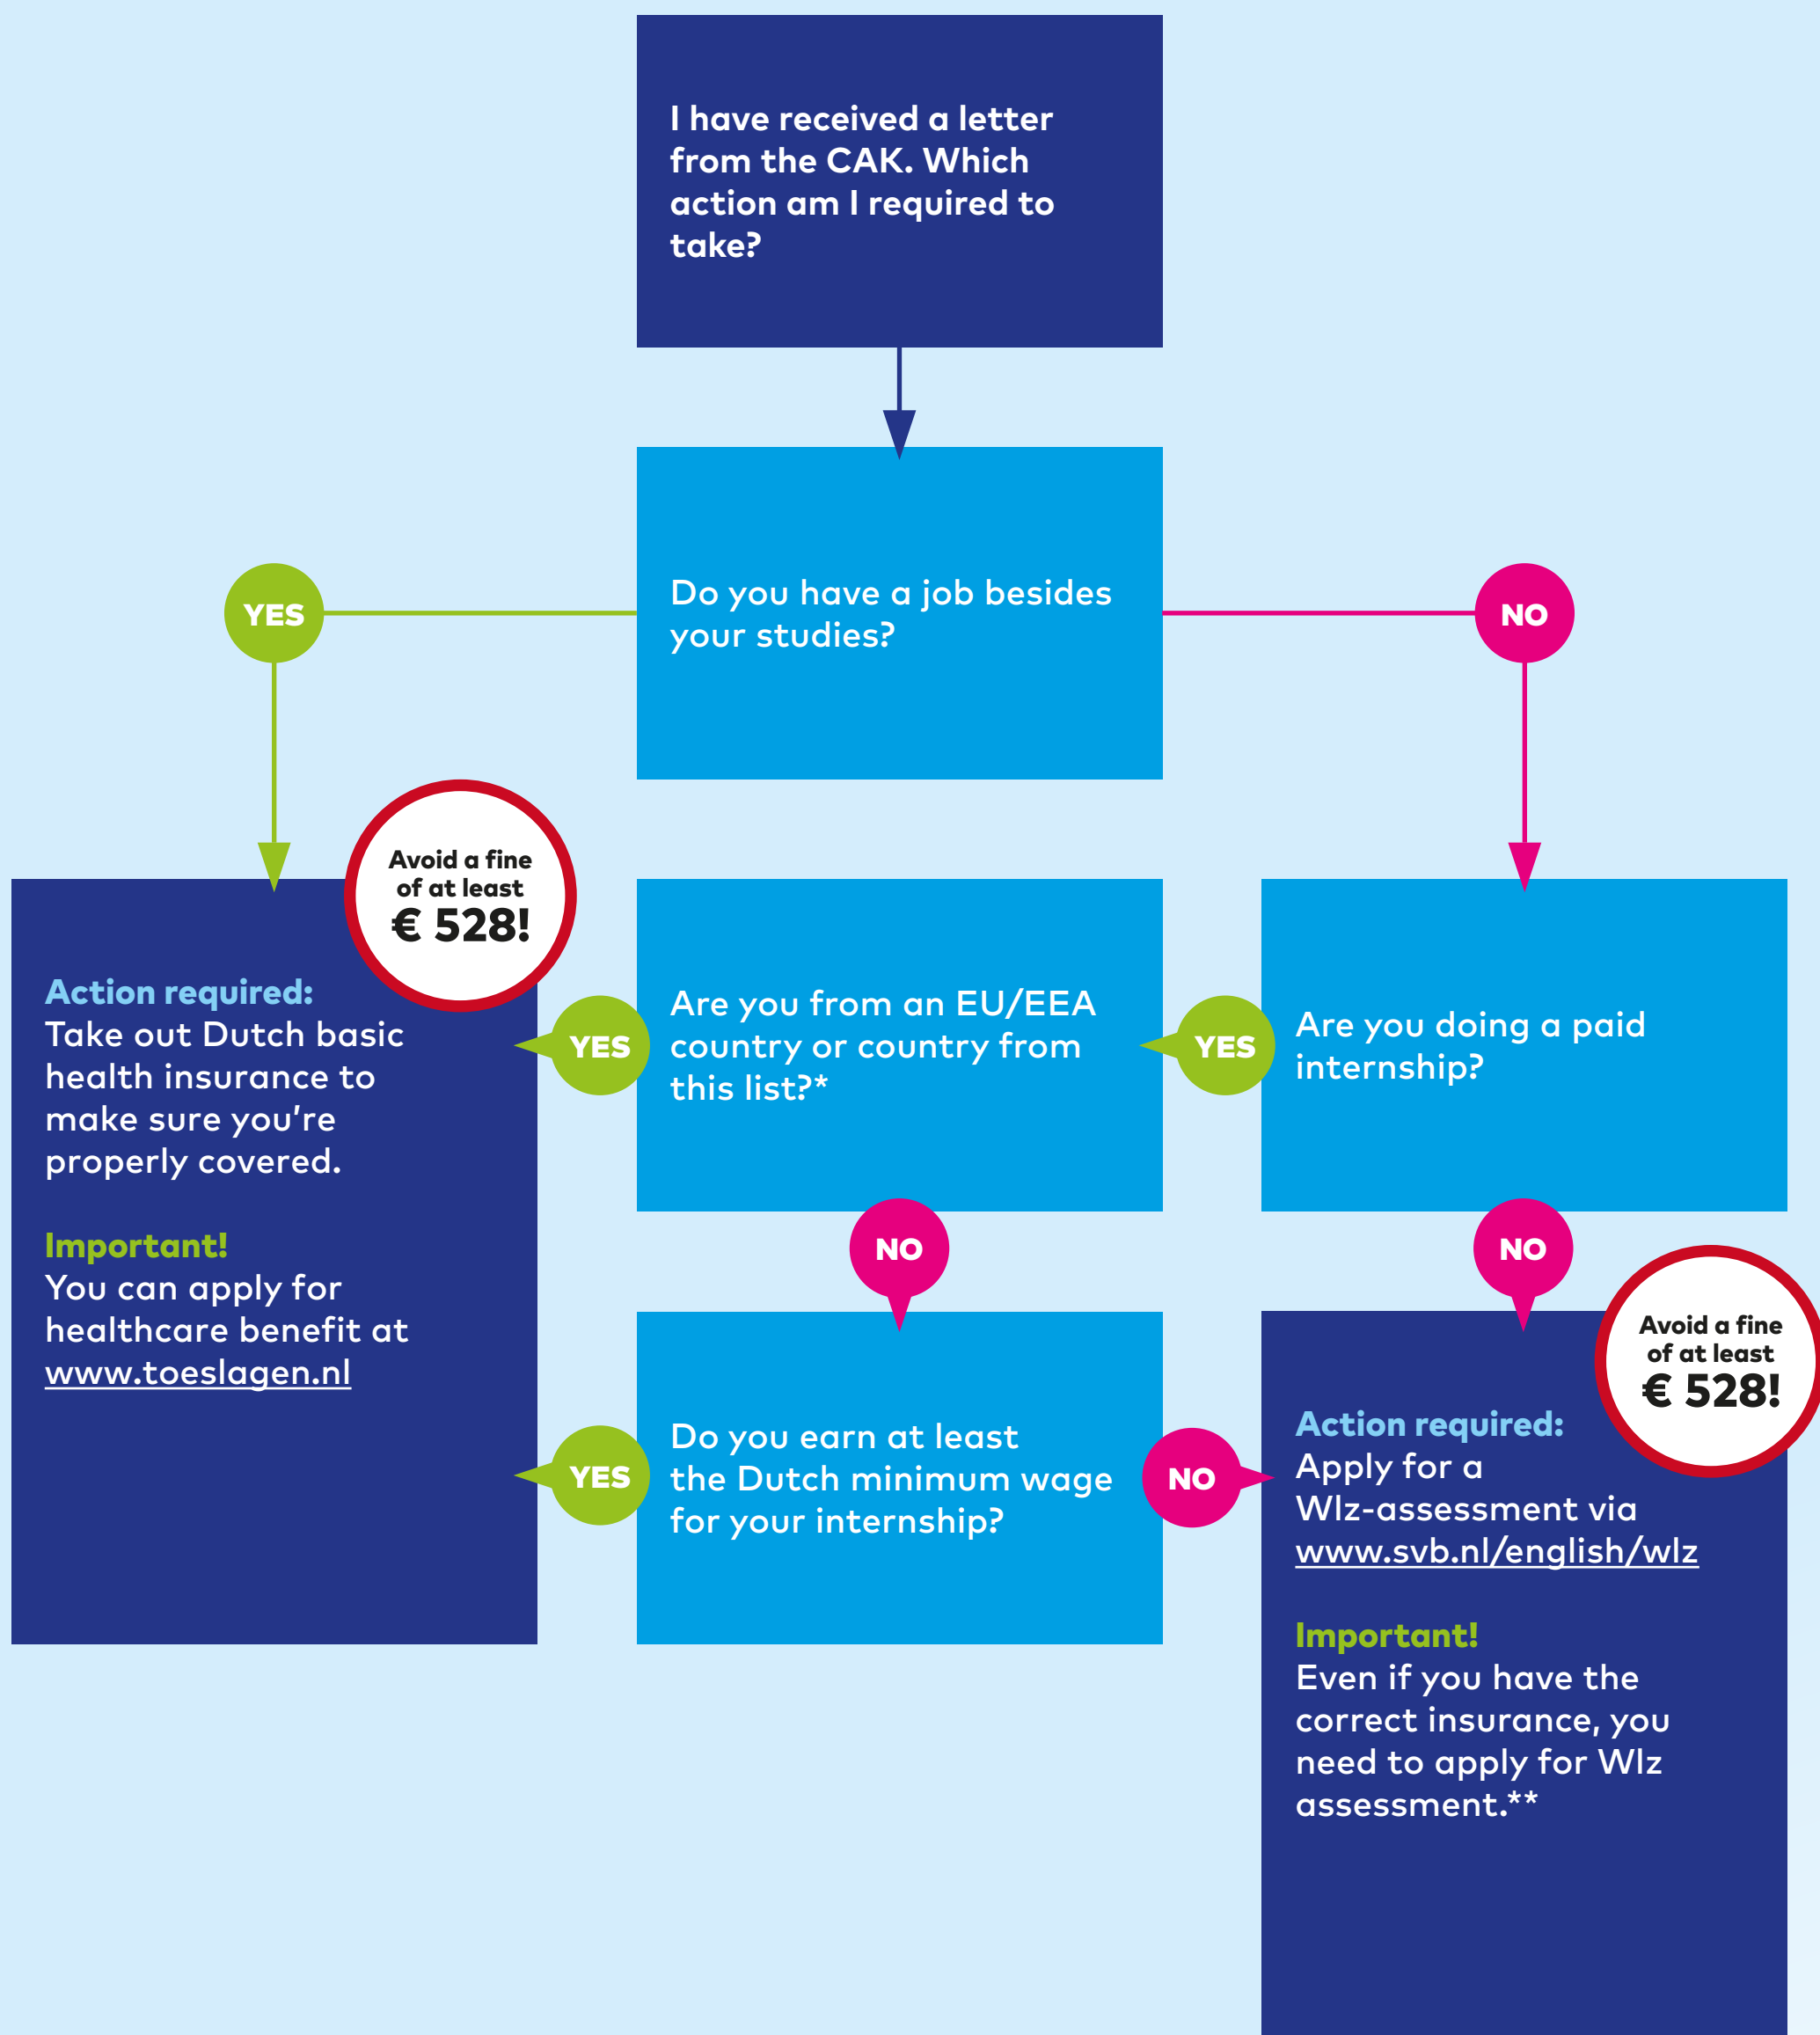 I have received a letter
from the CAK. Which
action am I required to
take?
Do you have a job besides
your studies?
YES
NO
Avoid a fine
of at least
€ 528!
Action required:
Take out Dutch basic
health insurance to
make sure you're
properly covered.
Important!
You can apply for
healthcare benefit at
www.toeslagen.nl
YES
Are you from an EU/EEA
country or country from
this list?*
YES
Are you doing a paid
internship?
NO
NO
YES
Do you earn at least
the Dutch minimum wage
for your internship?
NO
Avoid a fine
of at least
€ 528!
Action required:
Apply for a
Wlz-assessment via
www.svb.nl/english/wlz
Important!
Even if you have the
correct insurance, you
need to apply for Wlz
assessment.**